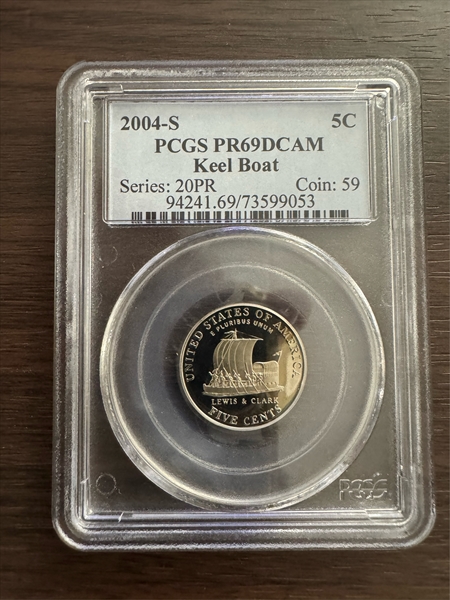 2004-S 5C
PCGS PR69DCAM
Keel Boat
Series: 20PR Coin: 59
94241.69/73599053
UNITED STATES OF AMERICA
E PLURIBUS UNUM
LEWIS & CLARK
FIVE CENTS
PCGS